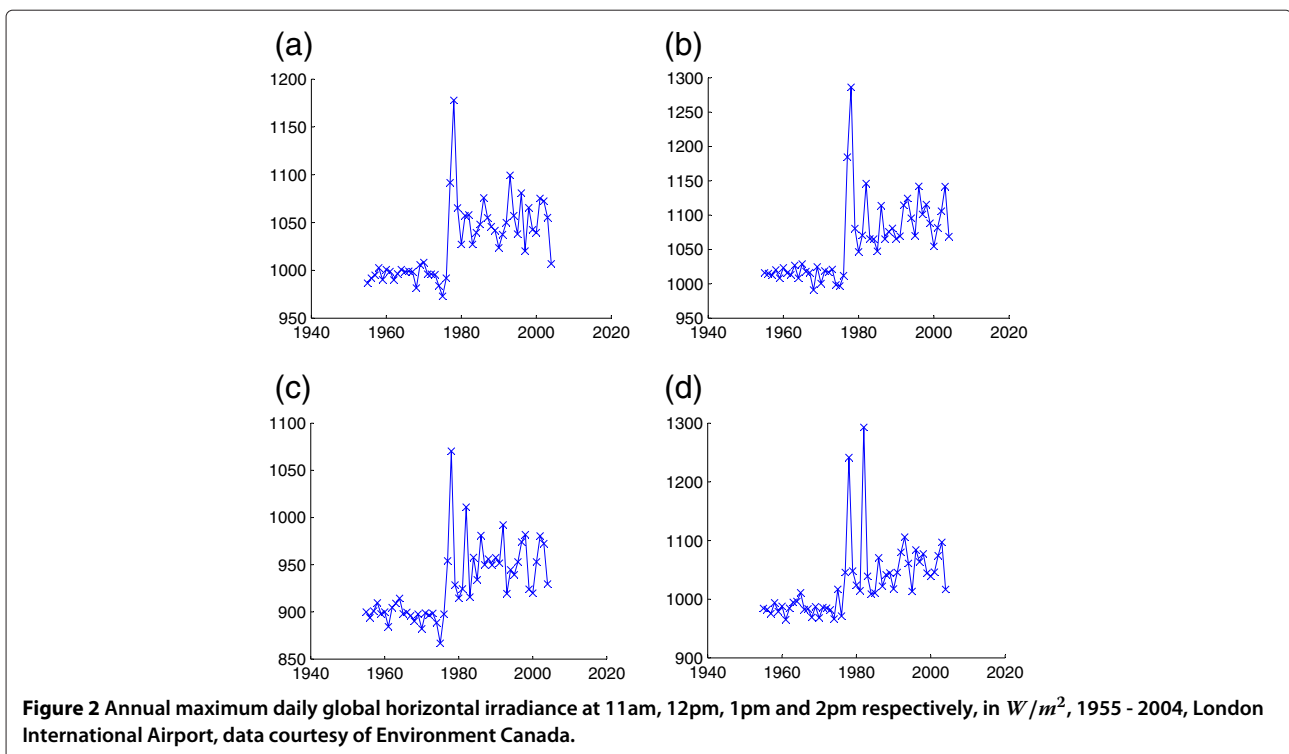 (a)
1200
1150
1100
1050
1000
950
1940 1960 1980 2000 2020
(b)
1300
1250
1200
1150
1100
1050
1000
950
1940 1960 1980 2000 2020
(c)
1100
1050
1000
950
900
850
1940 1960 1980 2000 2020
(d)
1300
1200
1100
1000
900
1940 1960 1980 2000 2020
Figure 2 Annual maximum daily global horizontal irradiance at 11am, 12pm, 1pm and 2pm respectively, in W/m², 1955 - 2004, London
International Airport, data courtesy of Environment Canada.